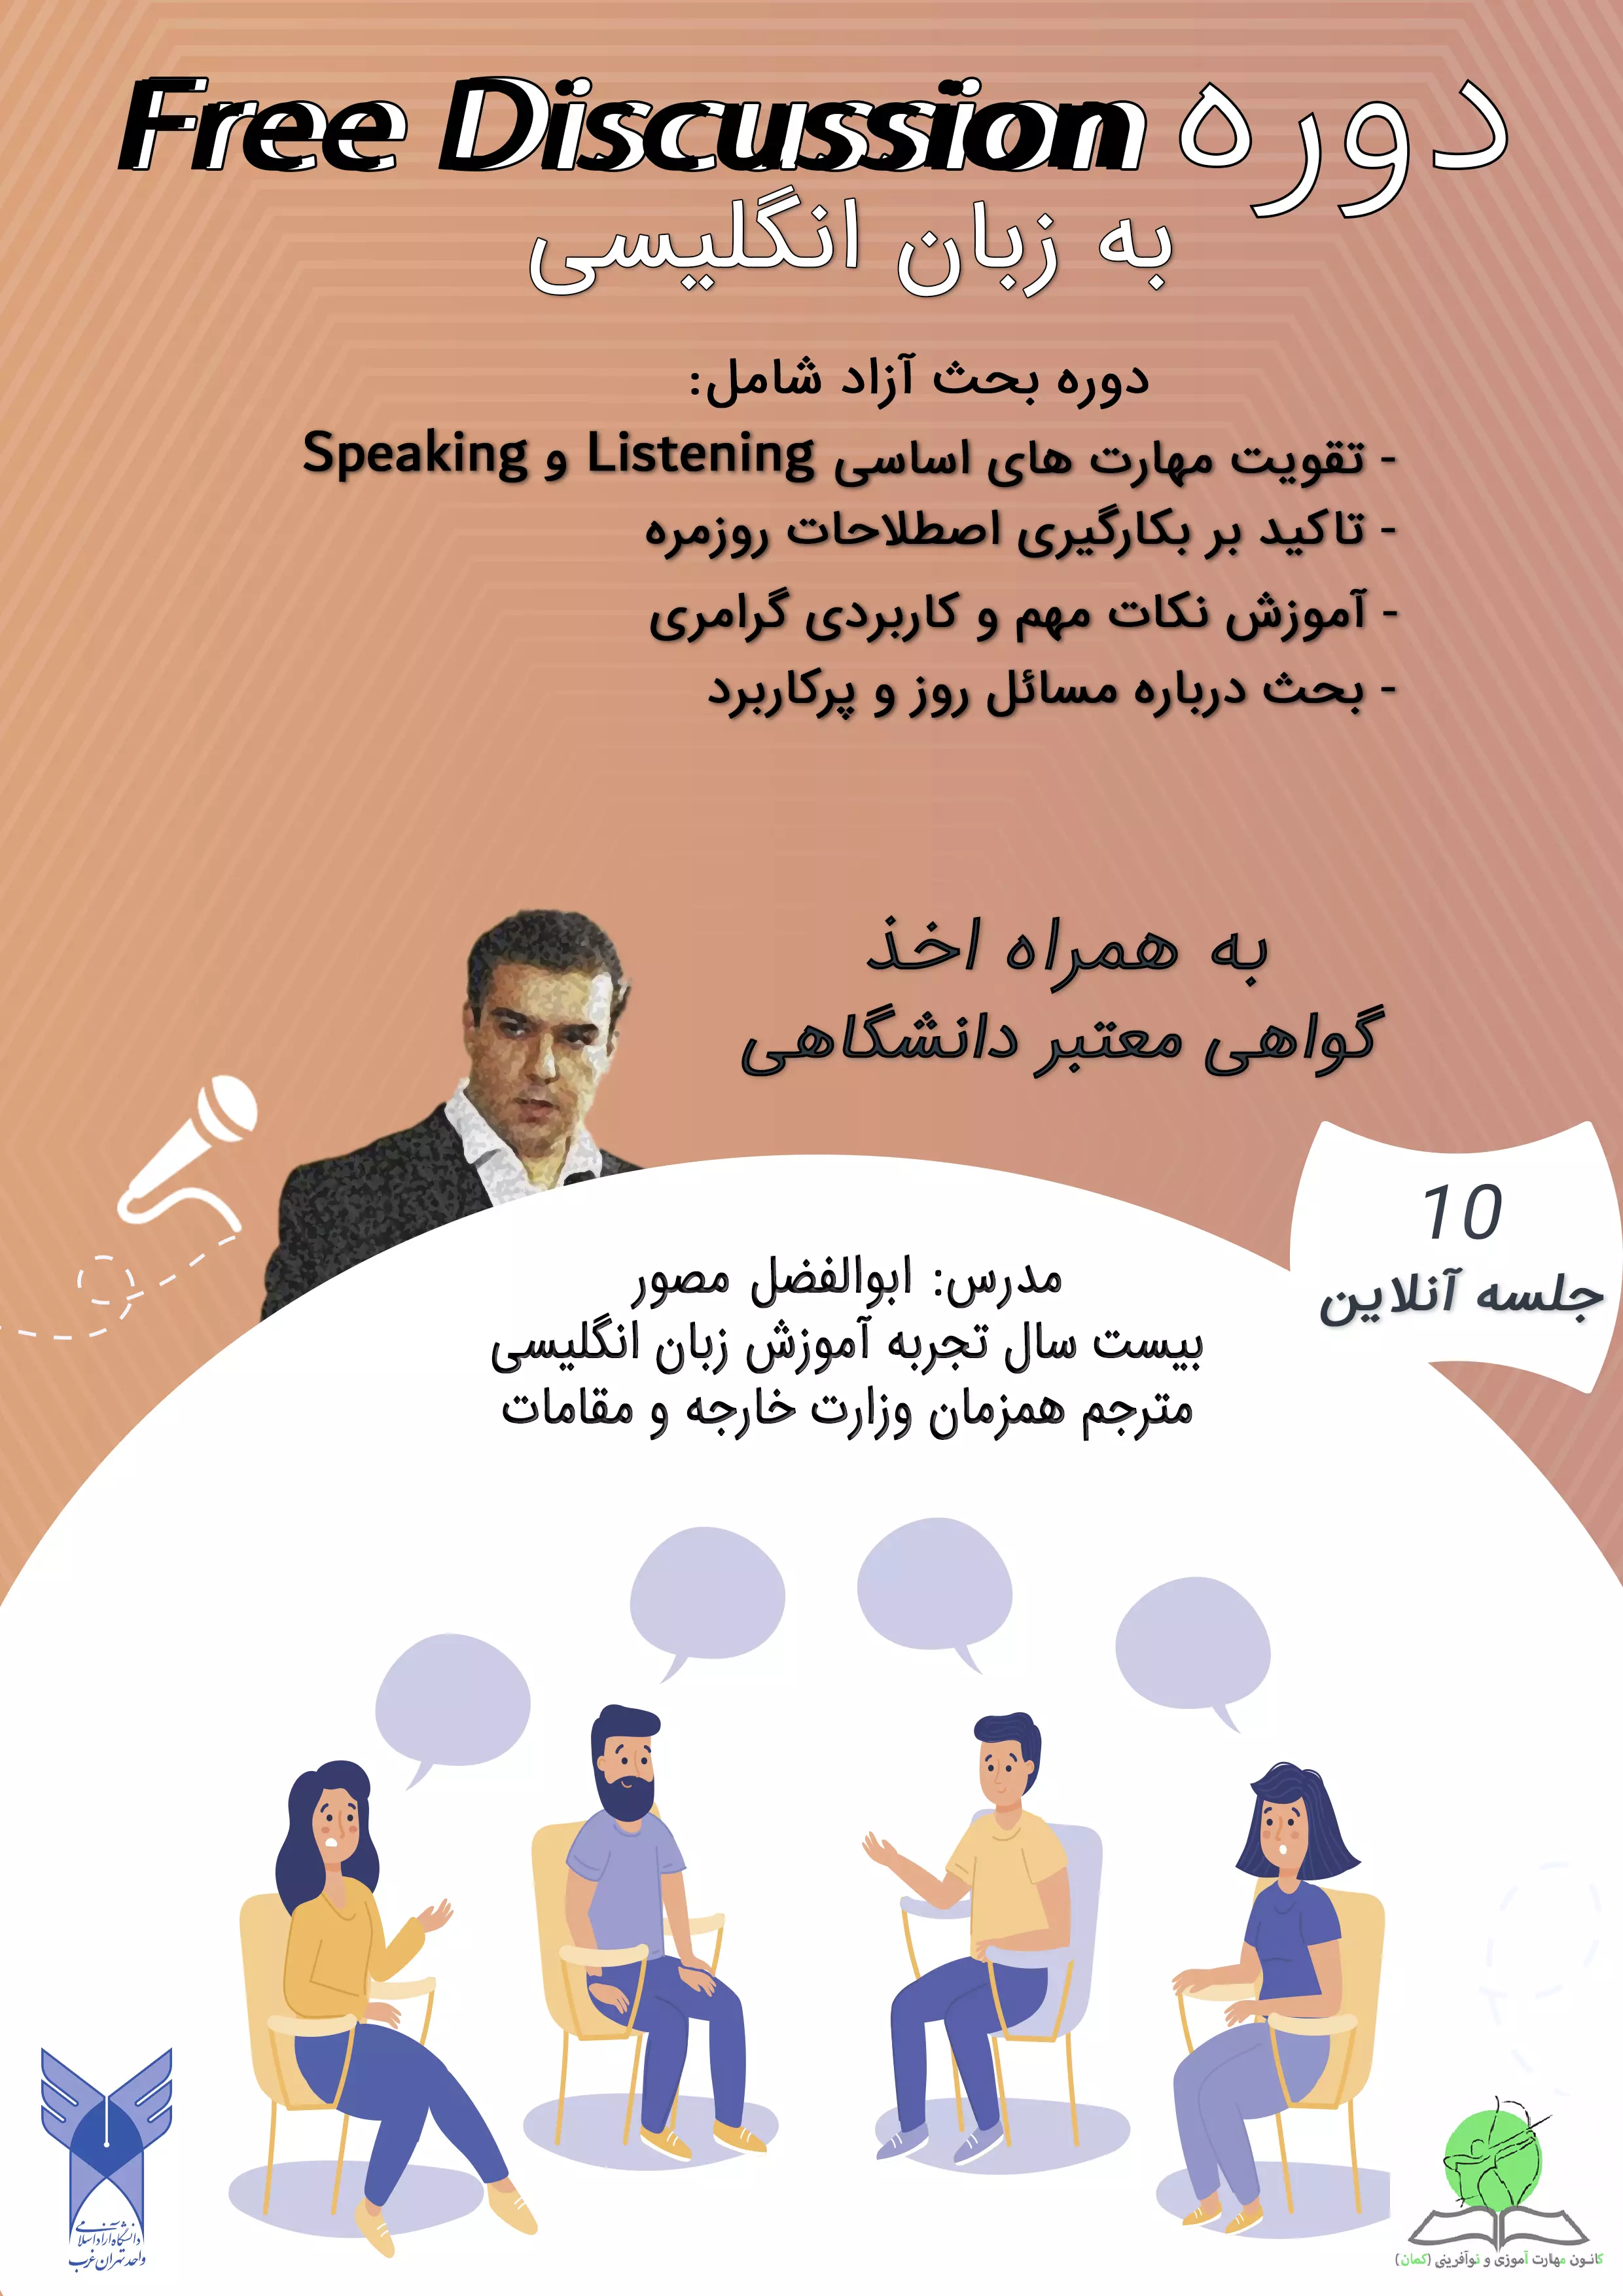 دوره Free Discussion
به زبان انگلیسی
دوره بحث آزاد شامل:
- تقویت مهارت های اساسی Listening و Speaking
- تاکید بر بکارگیری اصطلاحات روزمره
- آموزش نکات مهم و کاربردی گرامری
- بحث درباره مسائل روز و پرکاربرد
به همراه اخذ
گواهی معتبر دانشگاهی
10
جلسه آنلاین
مدرس: ابوالفضل مصور
بیست سال تجربه آموزش زبان انگلیسی
مترجم همزمان وزارت خارجه و مقامات
دانشگاه آزاد اسلامی
واحد تهران غرب
کانون مهارت آموزی و نوآفرینی (کمان)